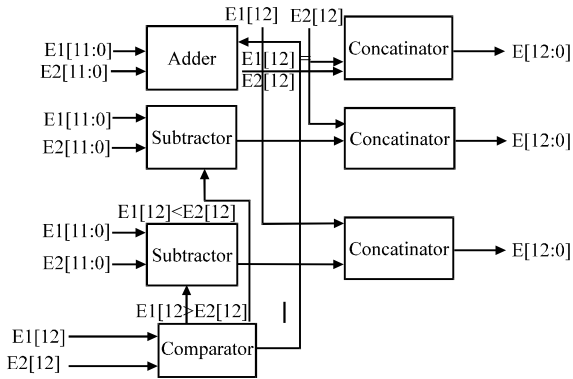 E1[12] E2[12]
E1[11:0]
E2[11:0]
Adder
E1[12] =
E2[12]
Concatinator
E[12:0]
E1[11:0]
E2[11:0]
Subtractor
Concatinator
E[12:0]
E1[12]<E2[12]
E1[11:0]
E2[11:0]
Subtractor
Concatinator
E[12:0]
E1[12>E2[12]
E1[12]
E2[12]
Comparator